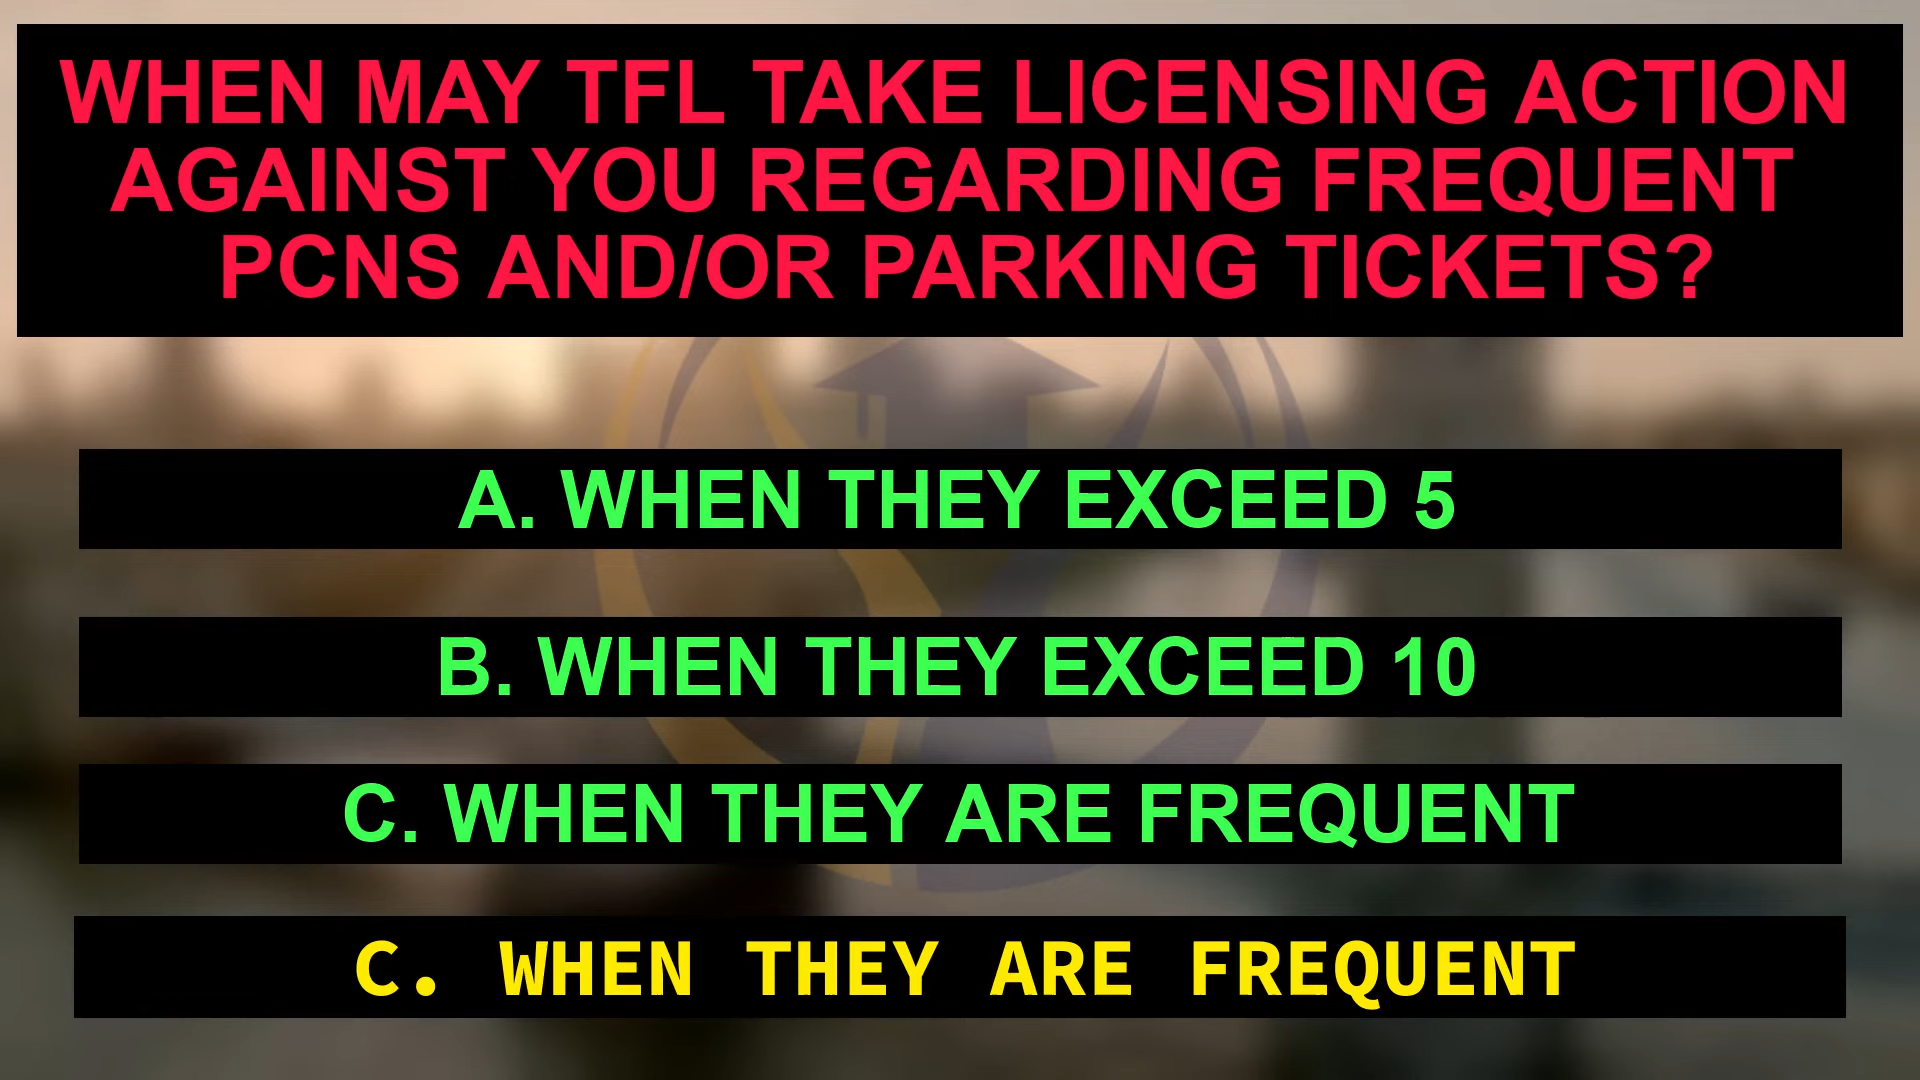 WHEN MAY TFL TAKE LICENSING ACTION
AGAINST YOU REGARDING FREQUENT
PCNS AND/OR PARKING TICKETS?
A. WHEN THEY EXCEED 5
B. WHEN THEY EXCEED 10
C. WHEN THEY ARE FREQUENT
C. WHEN THEY ARE FREQUENT